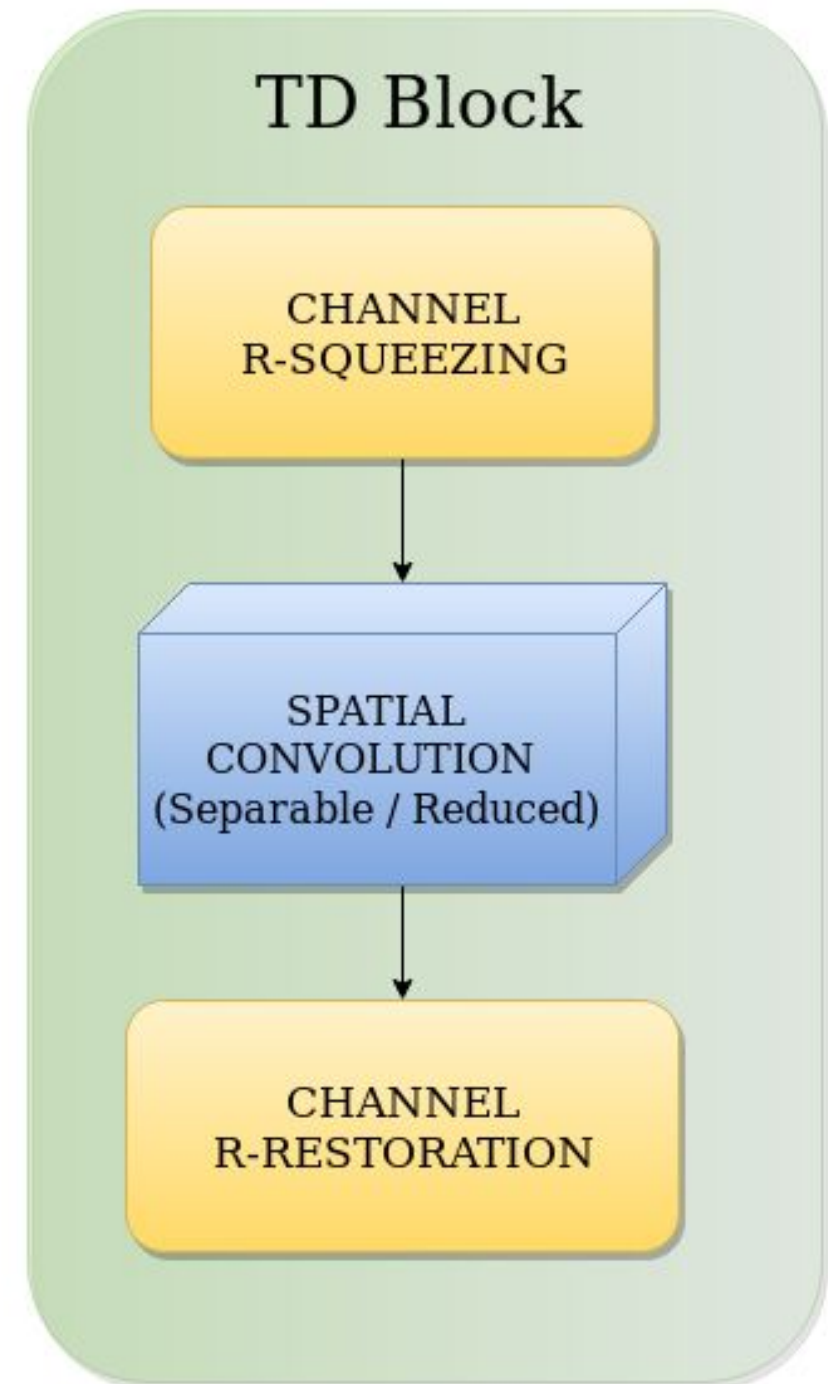 TD Block
CHANNEL
R-SQUEEZING
SPATIAL
CONVOLUTION
(Separable / Reduced)
CHANNEL
R-RESTORATION